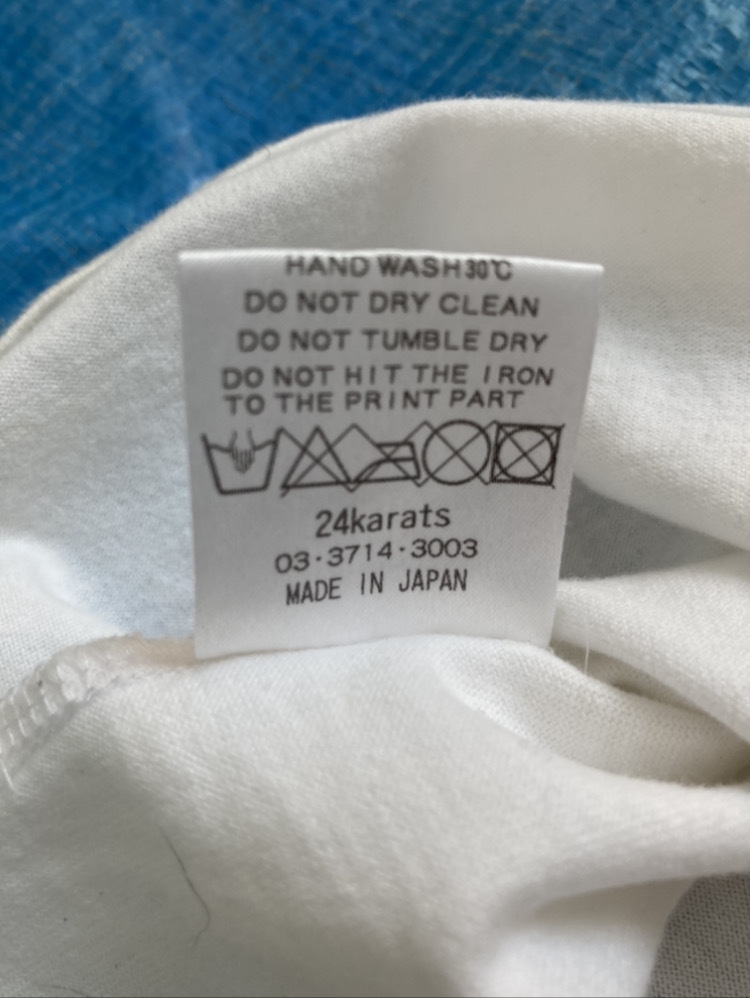 HAND WASH 30℃
DO NOT DRY CLEAN
DO NOT TUMBLE DRY
DO NOT HIT THE IRON
TO THE PRINT PART
24karats
03·3714·3003
MADE IN JAPAN